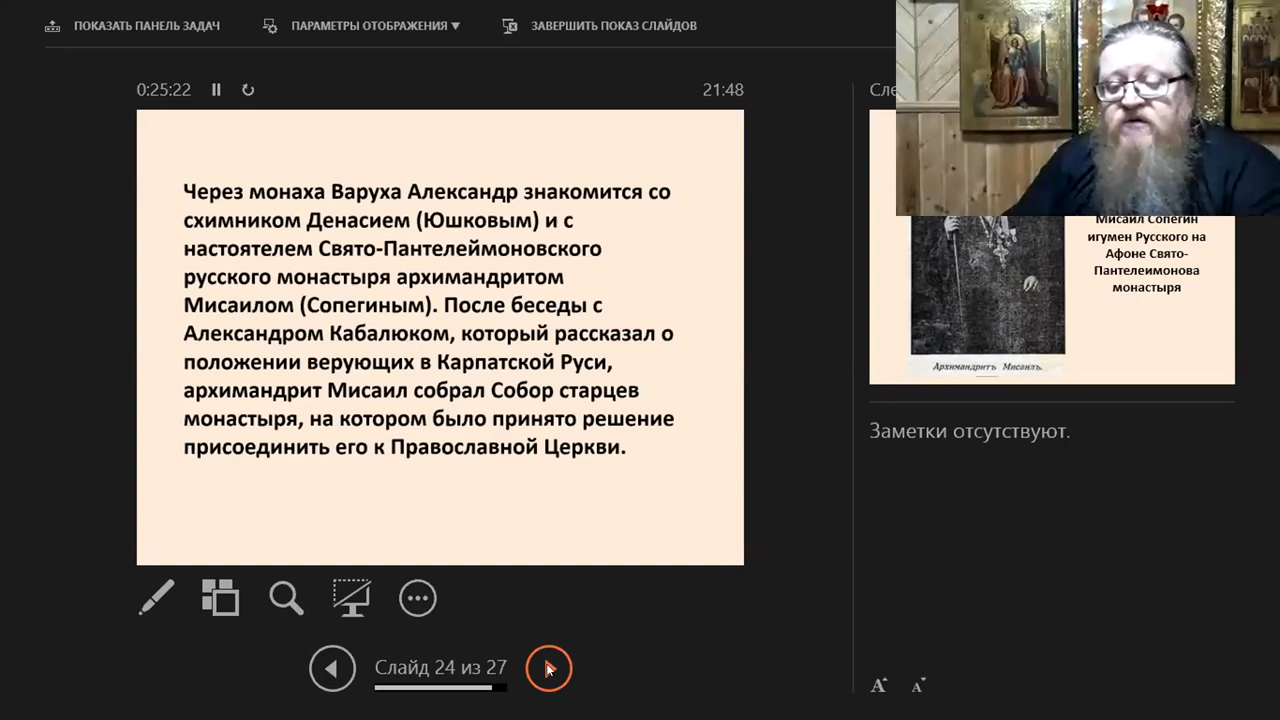 ПОКАЗАТЬ ПАНЕЛЬ ЗАДАЧ
ПАРАМЕТРЫ ОТОБРАЖЕНИЯ ▼
ЗАВЕРШИТЬ ПОКАЗ СЛАЙДОВ
0:25:22
21:48
Через монаха Варуха Александр знакомится со
схимником Денасием (Юшковым) и с
настоятелем Свято-Пантелеймоновского
русского монастыря архимандритом
Мисаилом (Сопегиным). После беседы с
Александром Кабалюком, который рассказал о
положении верующих в Карпатской Руси,
архимандрит Мисаил собрал Собор старцев
монастыря, на котором было принято решение
присоединить его к Православной Церкви.
Слайд 24 из 27
Мисаил Сопегин
игумен Русского на
Афоне Свято-
Пантелеимонова
монастыря
Архимандритъ Мисаилъ.
Заметки отсутствуют.
A A